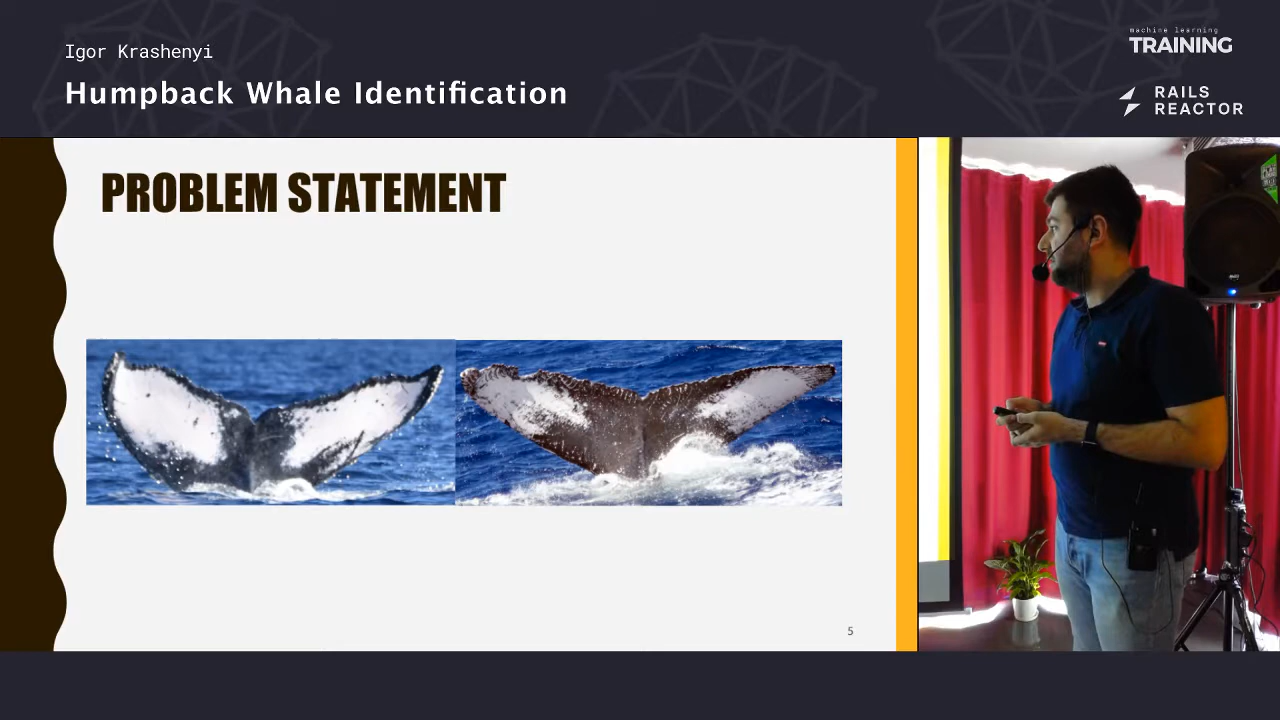 Igor Krashenyi
Humpback Whale Identification
machine learning
TRAINING
RAILS
REACTOR
PROBLEM STATEMENT
5